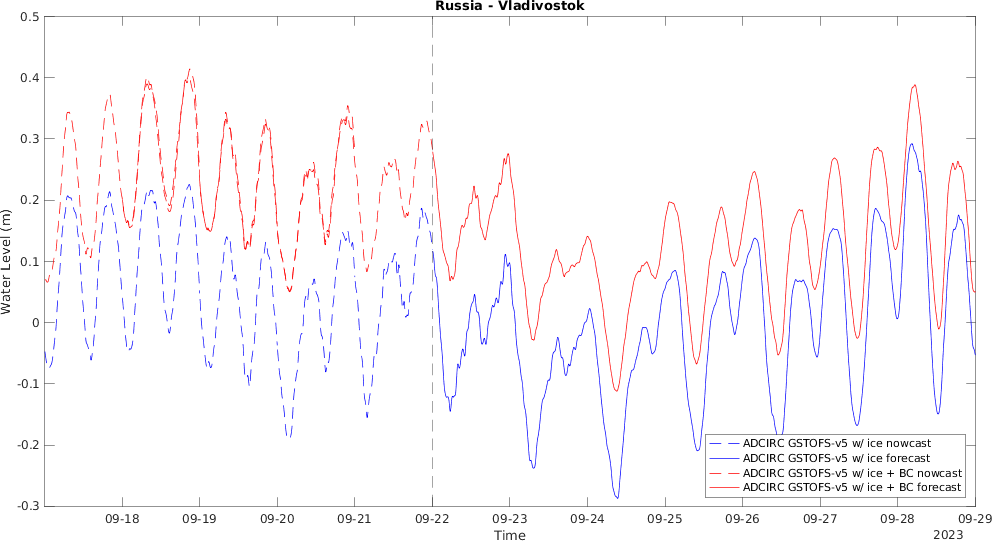 Russia - Vladivostok
0.5
0.4
0.3
0.2
0.1
0
-0.1
-0.2
-0.3
Water Level (m)
ADCIRC GSTOFS-v5 w/ ice nowcast
ADCIRC GSTOFS-v5 w/ ice forecast
ADCIRC GSTOFS-v5 w/ ice + BC nowcast
ADCIRC GSTOFS-v5 w/ ice + BC forecast
09-18 09-19 09-20 09-21 09-22 09-23 09-24 09-25 09-26 09-27 09-28 09-29
Time
2023